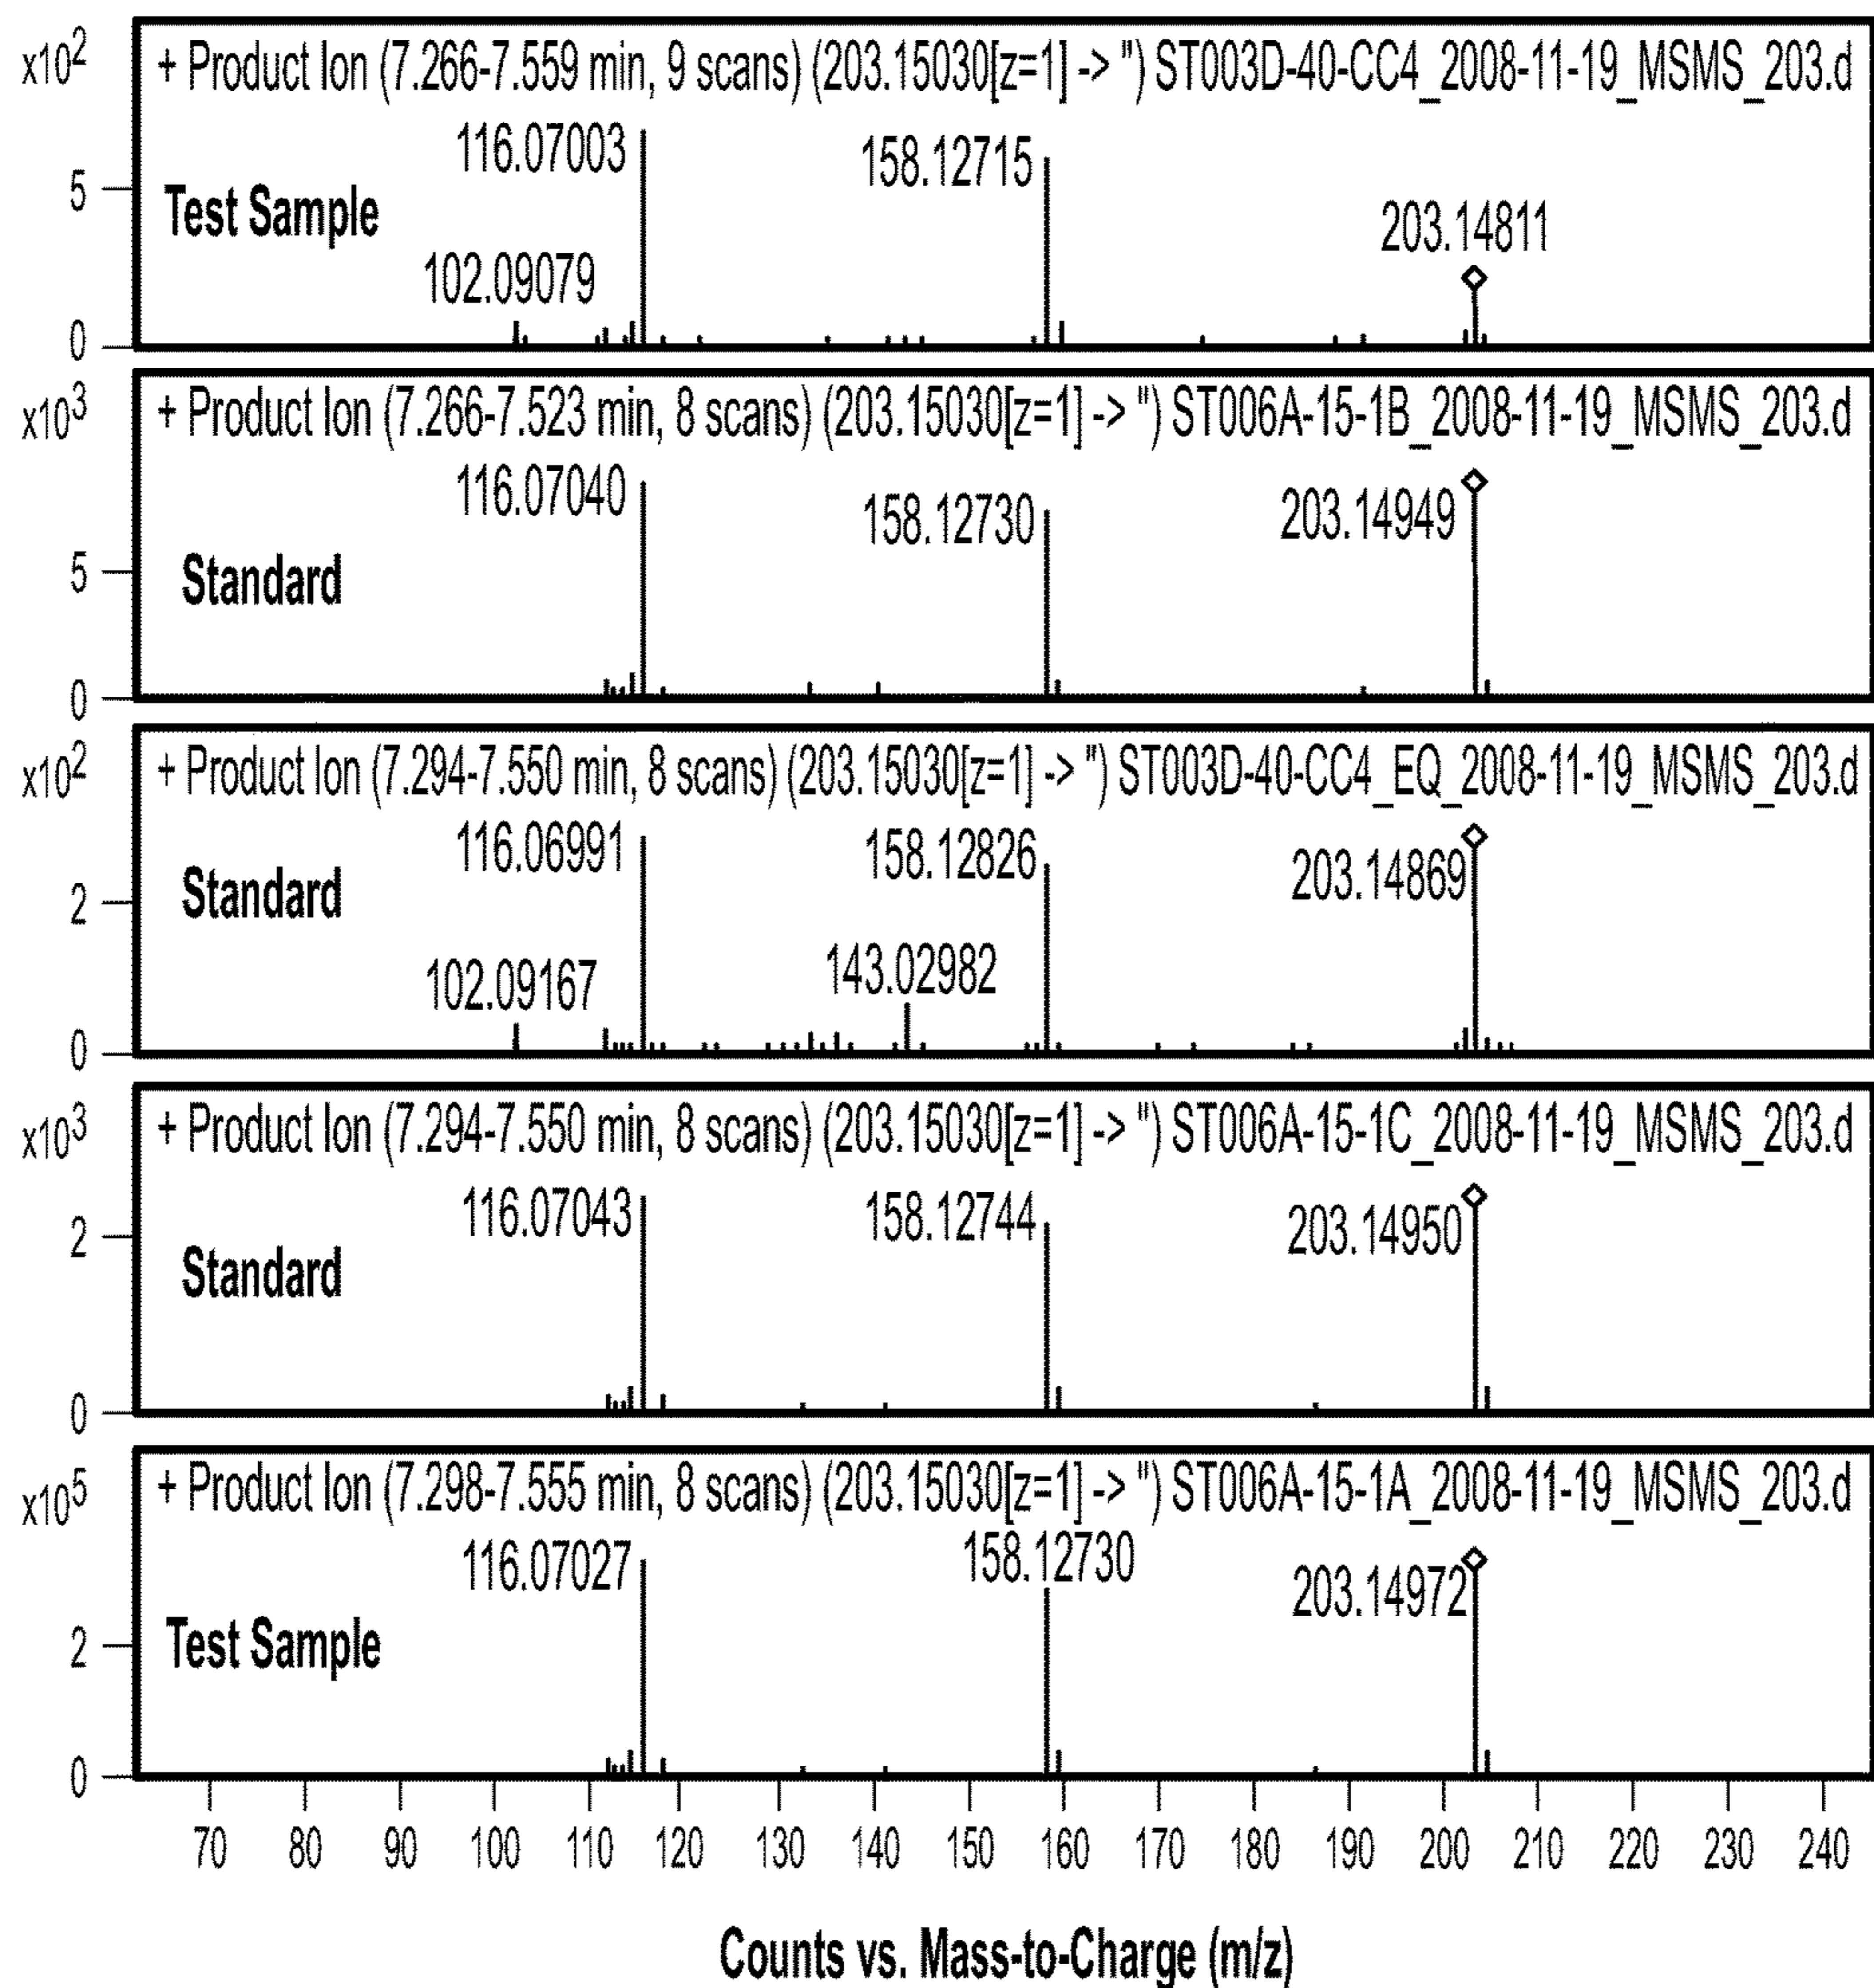 x10²
+ Product Ion (7.266-7.559 min, 9 scans) (203.15030[z=1] -> ") ST003D-40-CC4_2008-11-19_MSMS_203.d
116.07003
158.12715
5
Test Sample
203.14811
102.09079
0
x10³
+ Product Ion (7.266-7.523 min, 8 scans) (203.15030[z=1] -> ") ST006A-15-1B_2008-11-19_MSMS_203.d
116.07040
158.12730
203.14949
5
Standard
0
x10²
+ Product Ion (7.294-7.550 min, 8 scans) (203.15030[z=1] -> ") ST003D-40-CC4_EQ_2008-11-19_MSMS_203.d
116.06991
158.12826
203.14869
2
Standard
143.02982
102.09167
0
x10³
+ Product Ion (7.294-7.550 min, 8 scans) (203.15030[z=1] -> ") ST006A-15-1C_2008-11-19_MSMS_203.d
116.07043
158.12744
203.14950
2
Standard
0
x10⁵
+ Product Ion (7.298-7.555 min, 8 scans) (203.15030[z=1] -> ") ST006A-15-1A_2008-11-19_MSMS_203.d
158.12730
116.07027
203.14972
2
Test Sample
0
70 80 90 100 110 120 130 140 150 160 170 180 190 200 210 220 230 240
Counts vs. Mass-to-Charge (m/z)